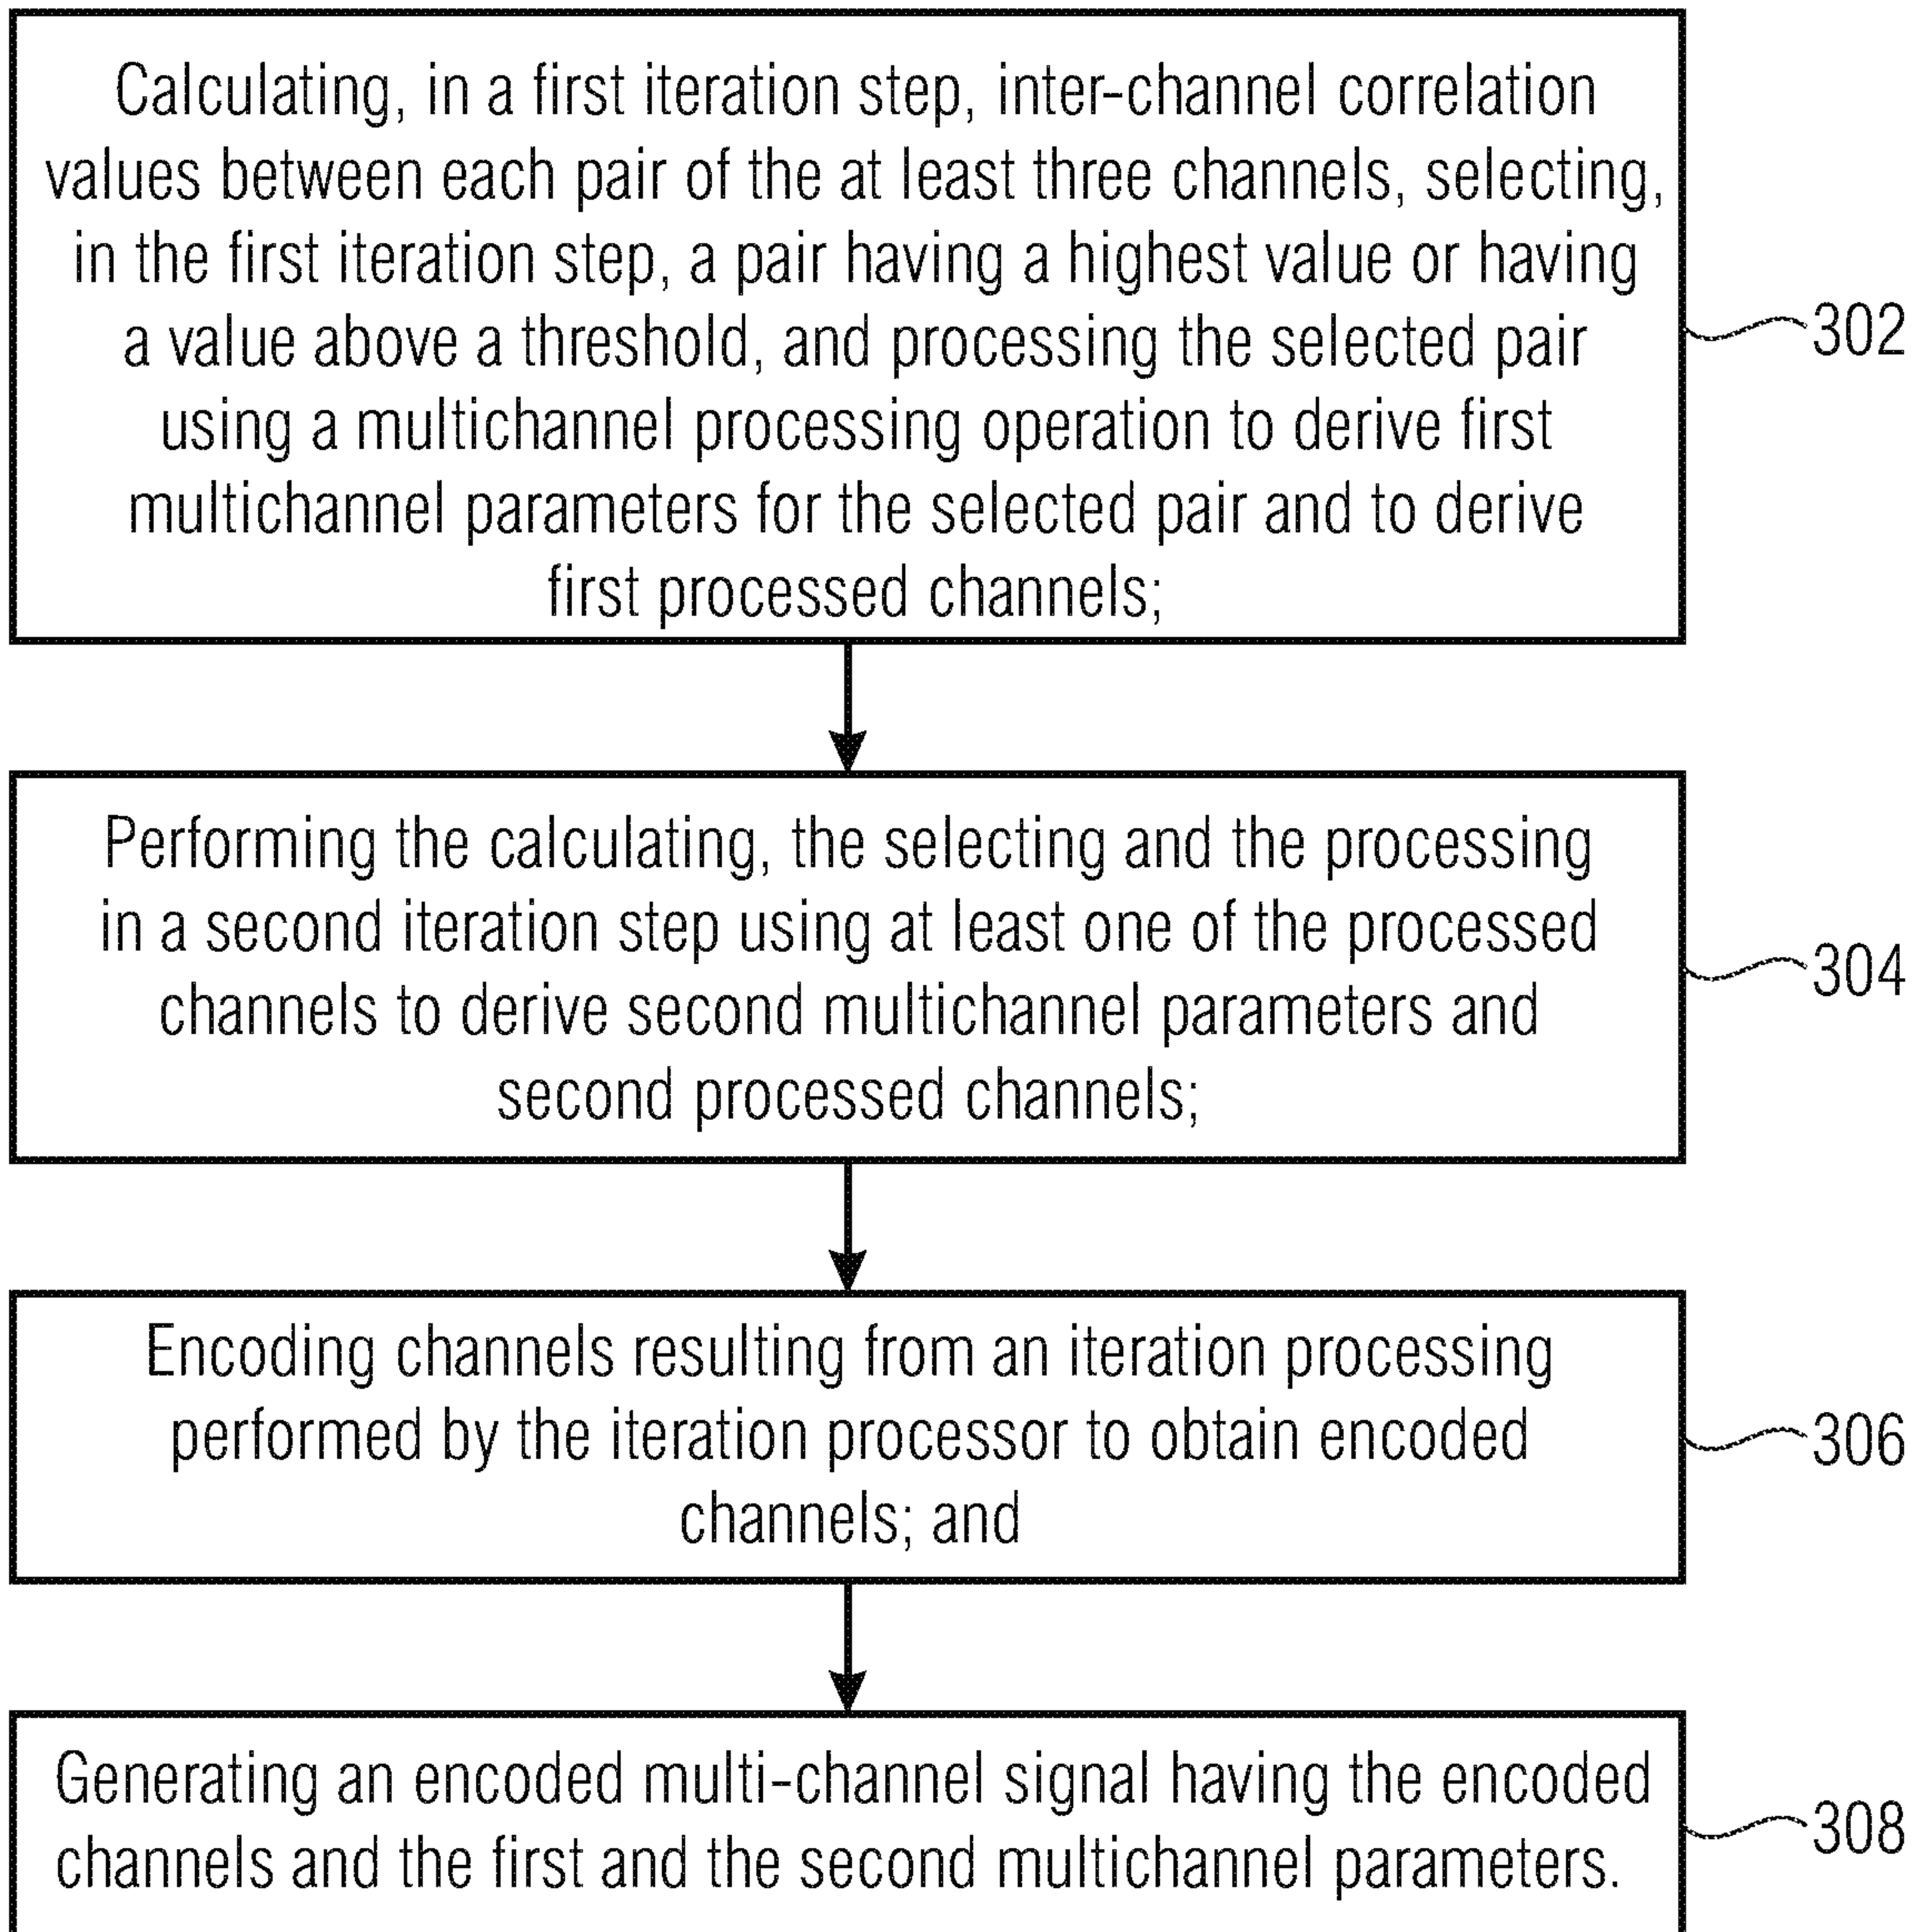 Calculating, in a first iteration step, inter-channel correlation
values between each pair of the at least three channels, selecting,
in the first iteration step, a pair having a highest value or having
a value above a threshold, and processing the selected pair
using a multichannel processing operation to derive first
multichannel parameters for the selected pair and to derive
first processed channels;
302
Performing the calculating, the selecting and the processing
in a second iteration step using at least one of the processed
channels to derive second multichannel parameters and
second processed channels;
304
Encoding channels resulting from an iteration processing
performed by the iteration processor to obtain encoded
channels; and
306
Generating an encoded multi-channel signal having the encoded
channels and the first and the second multichannel parameters.
308